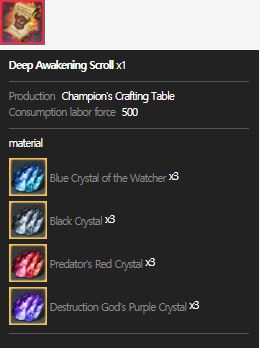 Deep Awakening Scroll x1
Production Champion's Crafting Table
Consumption labor force 500
material
Blue Crystal of the Watcher x3
Black Crystal x3
Predator's Red Crystal x3
Destruction God's Purple Crystal x3